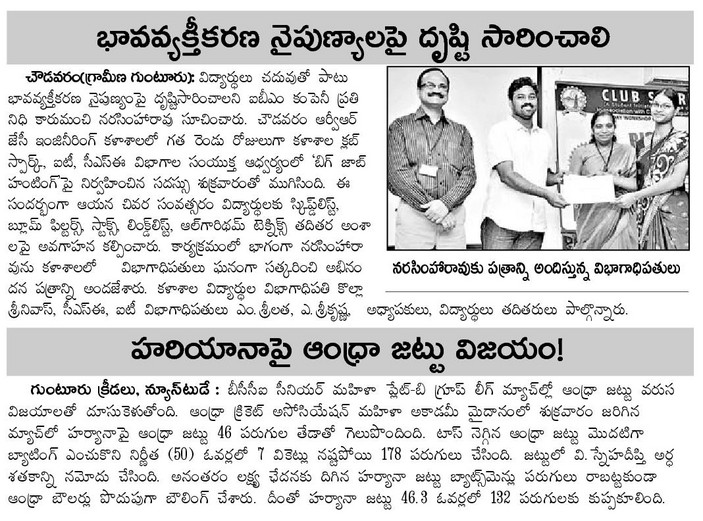 భావవ్యక్తీకరణ నైపుణ్యాలపై దృష్టి సారించాలి
చౌడవరం(గ్రామీణ గుంటూరు): విద్యార్థులు చదువుతో పాటు
భావవ్యక్తీకరణ నైపుణ్యంపై దృష్టిసారించాలని ఐబీఎం కంపెనీ ప్రతి
నిధి కారుమంచి నరసింహారావు సూచించారు. చౌడవరం ఆర్వీఆర్
జేసీ ఇంజినీరింగ్ కళాశాలలో గత రెండు రోజులుగా కళాశాల క్లబ్
స్పార్క్, ఐటీ, సీఎస్ఈ విభాగాల సంయుక్త ఆధ్వర్యంలో 'బిగ్ జాబ్
హంటింగ్'పై నిర్వహించిన సదస్సు శుక్రవారంతో ముగిసింది. ఈ
సందర్భంగా ఆయన చివర సంవత్సరం విద్యార్థులకు స్కిప్డ్‌లిస్ట్,
బ్లూమ్ ఫిల్టర్స్, స్టాక్స్, లింక్డ్‌లిస్ట్, ఆల్‌గారిథమ్ టెక్నిక్స్ తదితర అంశా
లపై అవగాహన కల్పించారు. కార్యక్రమంలో భాగంగా నరసింహారా
వును కళాశాలలో విభాగాధిపతులు ఘనంగా సత్కరించి అభినం
దన పత్రాన్ని అందజేశారు. కళాశాల విద్యార్థుల విభాగాధిపతి కొల్లా
శ్రీనివాస్, సీఎస్ఈ, ఐటీ విభాగాధిపతులు ఎం.శ్రీలత, ఎ.శ్రీకృష్ణ, అధ్యాపకులు, విద్యార్థులు తదితరులు పాల్గొన్నారు.
CLUB
నరసింహారావుకు పత్రాన్ని అందిస్తున్న విభాగాధిపతులు
హరియానాపై ఆంధ్రా జట్టు విజయం!
గుంటూరు క్రీడలు, న్యూస్‌టుడే : బీసీసీఐ సీనియర్ మహిళా ప్లేట్-బి గ్రూప్ లీగ్ మ్యాచ్‌ల్లో ఆంధ్రా జట్టు వరుస
విజయాలతో దూసుకెళుతోంది. ఆంధ్రా క్రికెట్ అసోసియేషన్ మహిళా అకాడమీ మైదానంలో శుక్రవారం జరిగిన
మ్యాచ్‌లో హర్యానాపై ఆంధ్రా జట్టు 46 పరుగుల తేడాతో గెలుపొందింది. టాస్ నెగ్గిన ఆంధ్రా జట్టు మొదటిగా
బ్యాటింగ్ ఎంచుకొని నిర్ణీత (50) ఓవర్లలో 7 వికెట్లు నష్టపోయి 178 పరుగులు చేసింది. జట్టులో వి.స్నేహదీప్తి అర్ధ
శతకాన్ని నమోదు చేసింది. అనంతరం లక్ష్య ఛేదనకు దిగిన హర్యానా జట్టు బ్యాట్స్‌మెన్లు పరుగులు రాబట్టకుండా
ఆంధ్రా బౌలర్లు పొదుపుగా బౌలింగ్ చేశారు. దీంతో హర్యానా జట్టు 46.3 ఓవర్లలో 132 పరుగులకు కుప్పకూలింది.